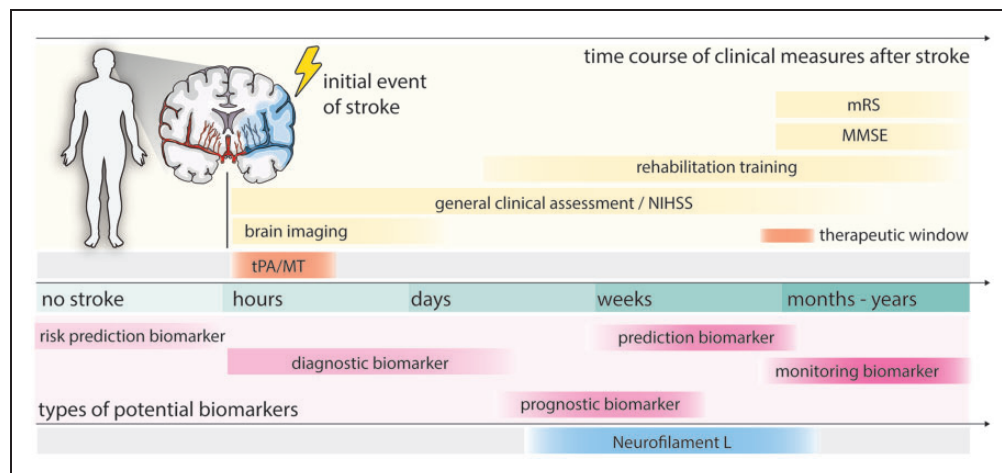 time course of clinical measures after stroke
initial event
of stroke
mRS
MMSE
rehabilitation training
general clinical assessment / NIHSS
brain imaging
therapeutic window
tPA/MT
no stroke hours days weeks months - years
risk prediction biomarker
prediction biomarker
diagnostic biomarker
monitoring biomarker
prognostic biomarker
types of potential biomarkers
Neurofilament L